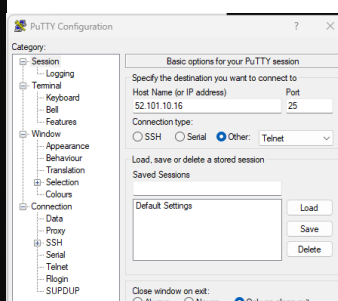 PuTTY Configuration ? ×
Category:
Session
Logging
Terminal
Keyboard
Bell
Features
Window
Appearance
Behaviour
Translation
Selection
Colours
Connection
Data
Proxy
SSH
Serial
Telnet
Rlogin
SUPDUP
Basic options for your PuTTY session
Specify the destination you want to connect to
Host Name (or IP address) Port
52.101.10.16 25
Connection type:
SSH Serial Other: Telnet
Load, save or delete a stored session
Saved Sessions
Default Settings
Load
Save
Delete
Close window on exit: